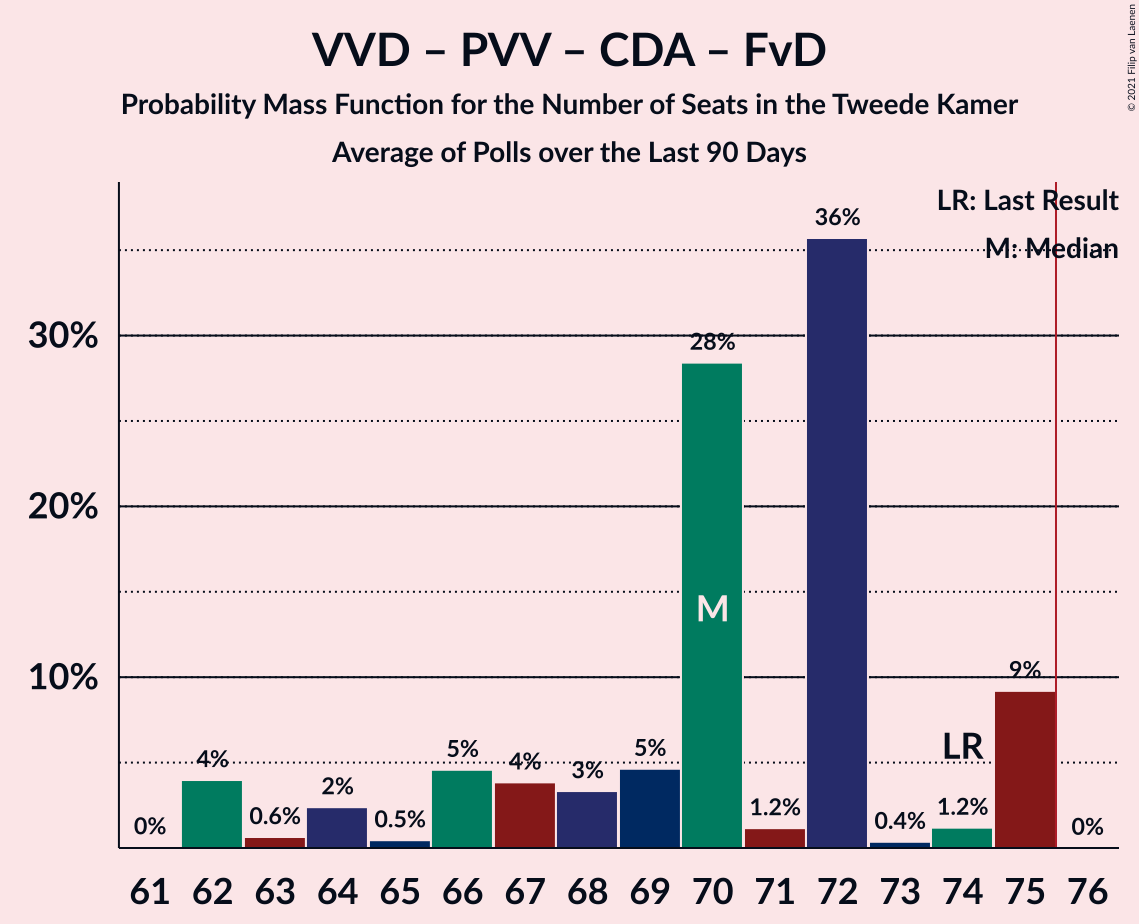 VVD – PVV – CDA – FvD
Probability Mass Function for the Number of Seats in the Tweede Kamer
Average of Polls over the Last 90 Days
© 2021 Filip van Laenen
LR: Last Result
M: Median
30%
20%
10%
0%
4%
0.6%
2%
0.5%
5%
4%
3%
5%
28%
M
1.2%
36%
0.4%
LR
1.2%
9%
0%
61 62 63 64 65 66 67 68 69 70 71 72 73 74 75 76